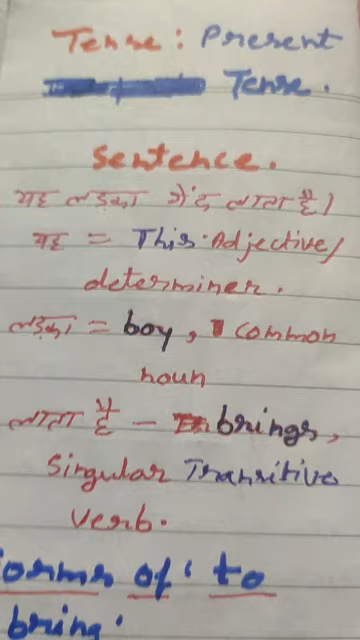 Tense: Present
Tense.
Sentence.
यह लड़का गेंद लाता है।
यह = This Adjective/
determiner.
लड़का = boy, common
noun
लाता है - brings,
Singular Transitive
verb.
Forms of 'to
bring'